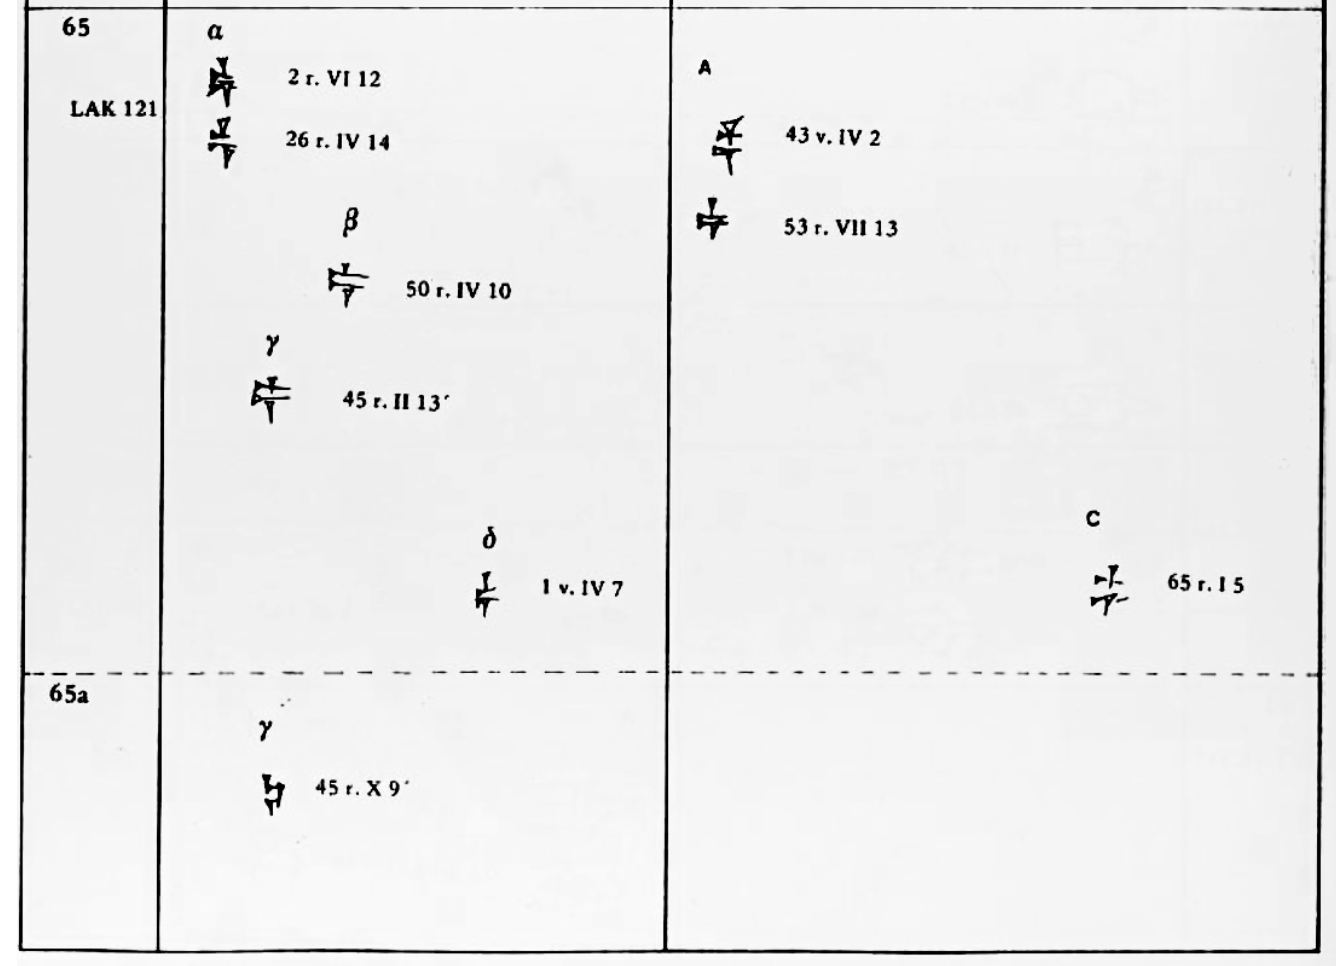 65
LAK 121
α
2 r. VI 12
26 r. IV 14
β
50 r. IV 10
γ
45 r. II 13´
δ
1 v. IV 7
A
43 v. IV 2
53 r. VII 13
C
65 r. I 5
65a
γ
45 r. X 9´